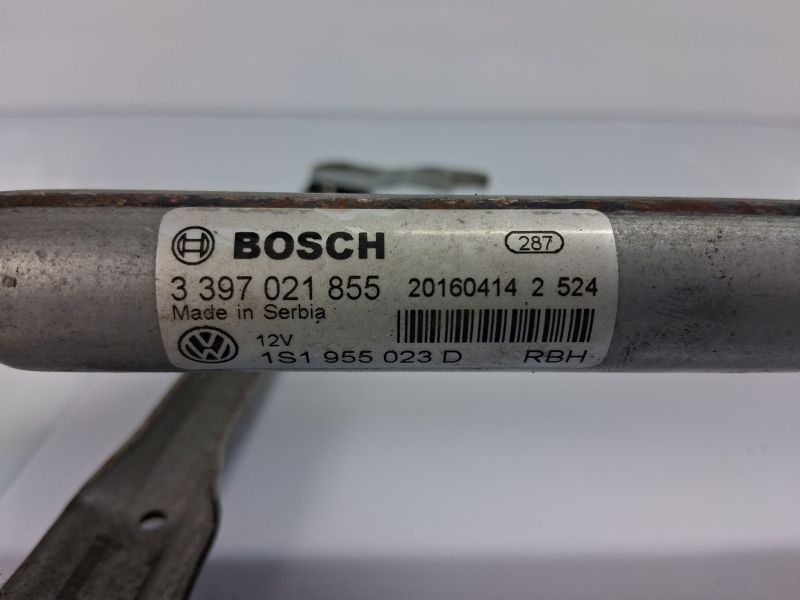 BOSCH 287
3 397 021 855 20160414 2 524
Made in Serbia
12V
1S1 955 023 D RBH